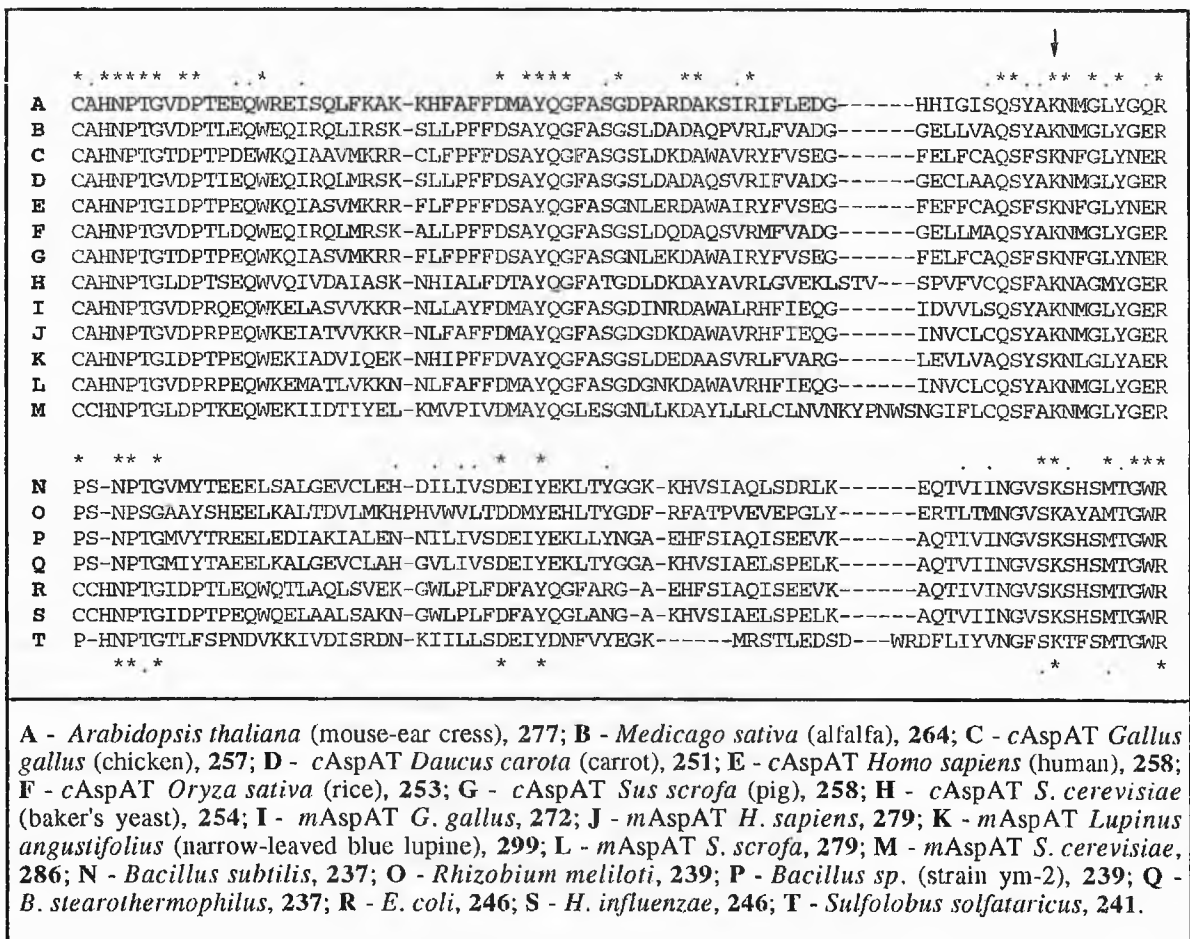 * .***** ** . . * . . * **** . * ** . * . ** . ** * . * . *
A CAHNPTGVDPTEEQWREISQLFKAK-KHFAFFDMAYQGFASGDPARDAKSIRIFLEDG------HHIGISQSYAKNMGLYGQR
B CAHNPTGVDPTLEQWEQIRQLIRSK-SLLPFFDSAYQGFASGSLDADAQPVRLFVADG------GELLVAQSYAKNMGLYGER
C CAHNPTGTDPTPDEWKQIAAVMKRR-CLFPFFDSAYQGFASGSLDKDAWAVRYFVSEG------FELFCAQSFSKNFGLYNER
D CAHNPTGVDPTIEQWEQIRQLMRSK-SLLPFFDSAYQGFASGSLDADAQSVRIFVADG------GECLAAQSYAKNMGLYGER
E CAHNPTGIDPTPEQWKQIASVMKRR-FLFPFFDSAYQGFASGNLERDAWAIRYFVSEG------FEFFCAQSFSKNFGLYNER
F CAHNPTGVDPTLDQWEQIRQLMRSK-ALLPFFDSAYQGFASGSLDQDAQSVRMFVADG------GELLMAQSYAKNMGLYGER
G CAHNPTGTDPTPEQWKQIASVMKRR-FLFPFFDSAYQGFASGNLEKDAWAIRYFVSEG------FELFCAQSFSKNFGLYNER
H CAHNPTGLDPTSEQWVQIVDAIASK-NHIALFDTAYQGFATGDLDKDAYAVRLGVEKLSTV---SPVFVCQSFAKNAGMYGER
I CAHNPTGVDPRQEQWKELASVVKKR-NLLAYFDMAYQGFASGDINRDAWALRHFIEQG------IDVVLSQSYAKNMGLYGER
J CAHNPTGVDPRPEQWKEIATVVKKR-NLFAFFDMAYQGFASGDGDKDAWAVRHFIEQG------INVCLCQSYAKNMGLYGER
K CAHNPTGIDPTPEQWEKIADVIQEK-NHIPFFDVAYQGFASGSLDEDAASVRLFVARG------LEVLVAQSYSKNLGLYAER
L CAHNPTGVDPRPEQWKEMATLVKKN-NLFAFFDMAYQGFASGDGNKDAWAVRHFIEQG------INVCLCQSYAKNMGLYGER
M CCHNPTGLDPTKEQWEKIIDTIYEL-KMVPIVDMAYQGLESGNLLKDAYLLRLCLNVNKYPNWSNGIFLCQSFAKNMGLYGER
* ** * . . .. * * . . . **. *.***
N PS-NPTGVMYTEEELSALGEVCLEH-DILIVSDEIYEKLTYGGK-KHVSIAQLSDRLK------EQTVIINGVSKSHSMTGWR
O PS-NPSGAAYSHEELKALTDVLMKHPHVWVLTDDMYEHLTYGDF-RFATPVEVEPGLY------ERTLTMNGVSKAYAMTGWR
P PS-NPTGMVYTREELEDIAKIALEN-NILIVSDEIYEKLLYNGA-EHFSIAQISEEVK------AQTIVINGVSKSHSMTGWR
Q PS-NPTGMIYTAEELKALGEVCLAH-GVLIVSDEIYEKLTYGGA-KHVSIAELSPELK------AQTVIINGVSKSHSMTGWR
R CCHNPTGIDPTLEQWQTLAQLSVEK-GWLPLFDFAYQGFARG-A-EHFSIAQISEEVK------AQTIVINGVSKSHSMTGWR
S CCHNPTGIDPTPEQWQELAALSAKN-GWLPLFDFAYQGLANG-A-KHVSIAELSPELK------AQTVIINGVSKSHSMTGWR
T P-HNPTGTLFSPNDVKKIVDISRDN-KIILLSDEIYDNFVYEGK------MRSTLEDSD---WRDFLIYVNGFSKTFSMTGWR
** .* * * .* . *
A - Arabidopsis thaliana (mouse-ear cress), 277; B - Medicago sativa (alfalfa), 264; C - cAspAT Gallus
gallus (chicken), 257; D - cAspAT Daucus carota (carrot), 251; E - cAspAT Homo sapiens (human), 258;
F - cAspAT Oryza sativa (rice), 253; G - cAspAT Sus scrofa (pig), 258; H - cAspAT S. cerevisiae
(baker's yeast), 254; I - mAspAT G. gallus, 272; J - mAspAT H. sapiens, 279; K - mAspAT Lupinus
angustifolius (narrow-leaved blue lupine), 299; L - mAspAT S. scrofa, 279; M - mAspAT S. cerevisiae,
286; N - Bacillus subtilis, 237; O - Rhizobium meliloti, 239; P - Bacillus sp. (strain ym-2), 239; Q -
B. stearothermophilus, 237; R - E. coli, 246; S - H. influenzae, 246; T - Sulfolobus solfataricus, 241.